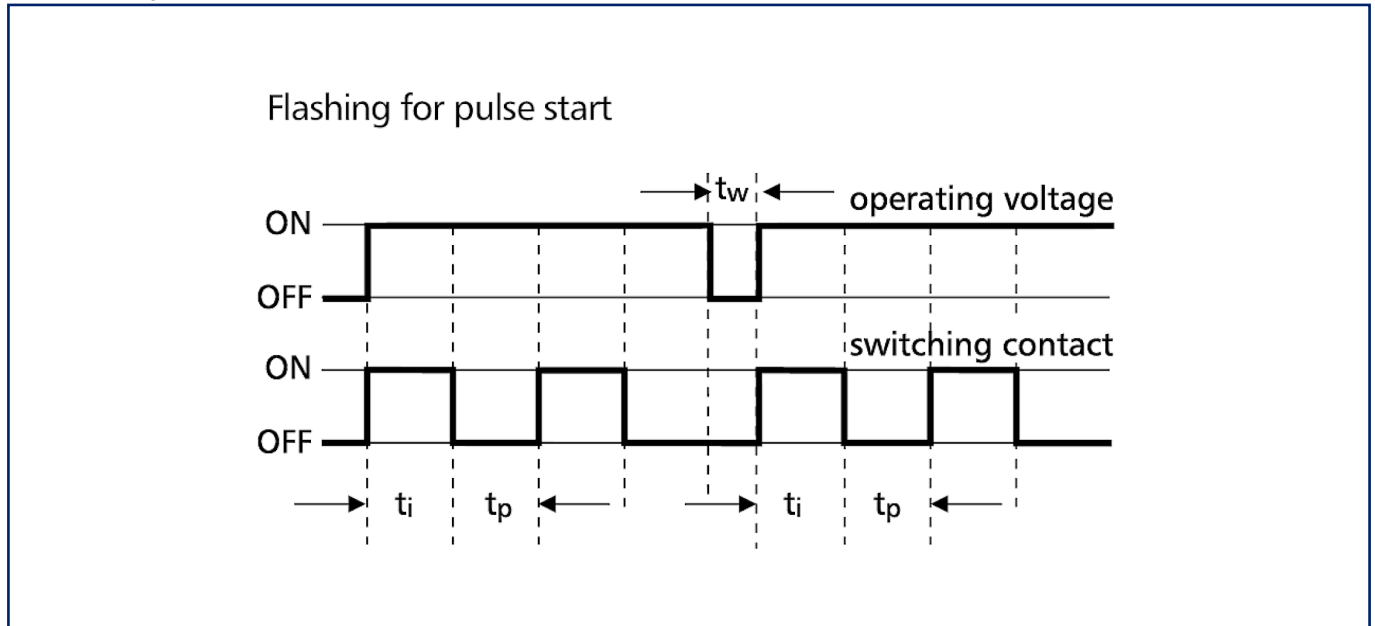 Flashing for pulse start
tw
operating voltage
ON
OFF
switching contact
ON
OFF
ti tp ti tp